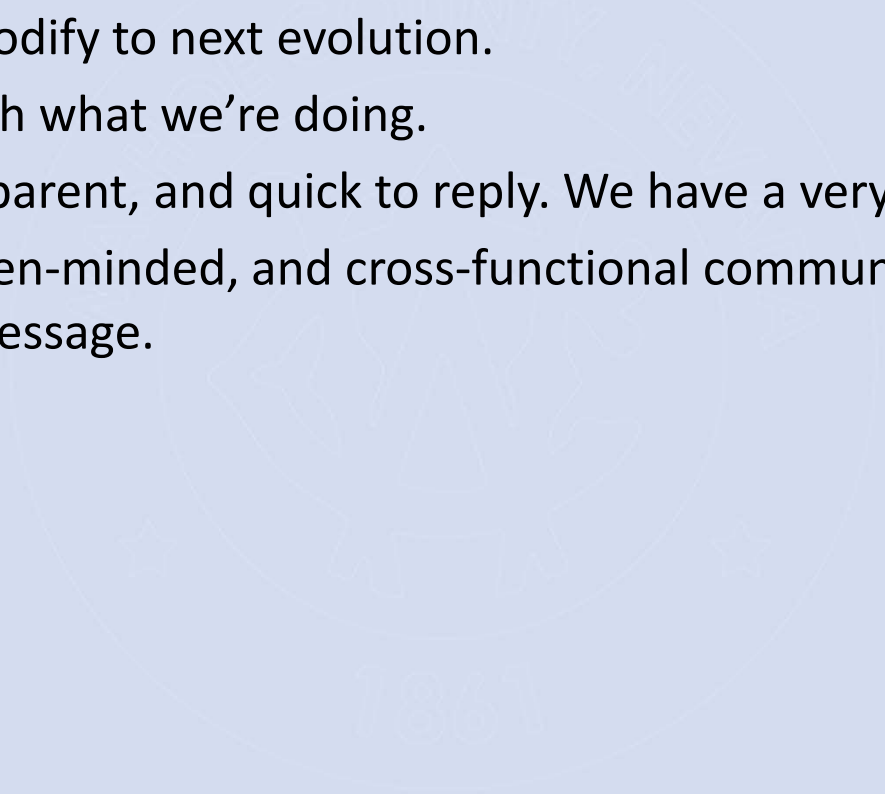 odify to next evolution.
h what we’re doing.
parent, and quick to reply. We have a very
en-minded, and cross-functional commun
essage.
1861